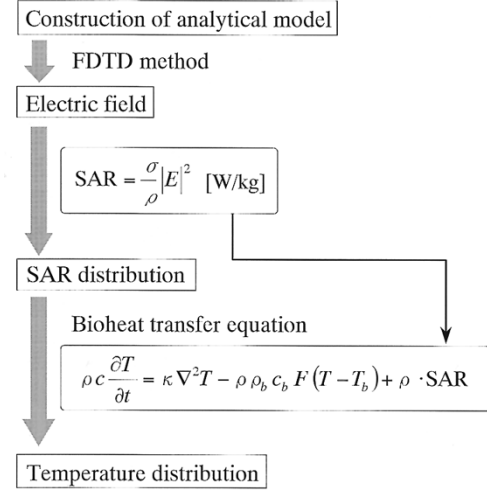 Construction of analytical model
FDTD method
Electric field
SAR = σ/ρ |E|² [W/kg]
SAR distribution
Bioheat transfer equation
ρ c ∂T/∂t = κ ∇²T − ρ ρ_b c_b F (T − T_b) + ρ · SAR
Temperature distribution